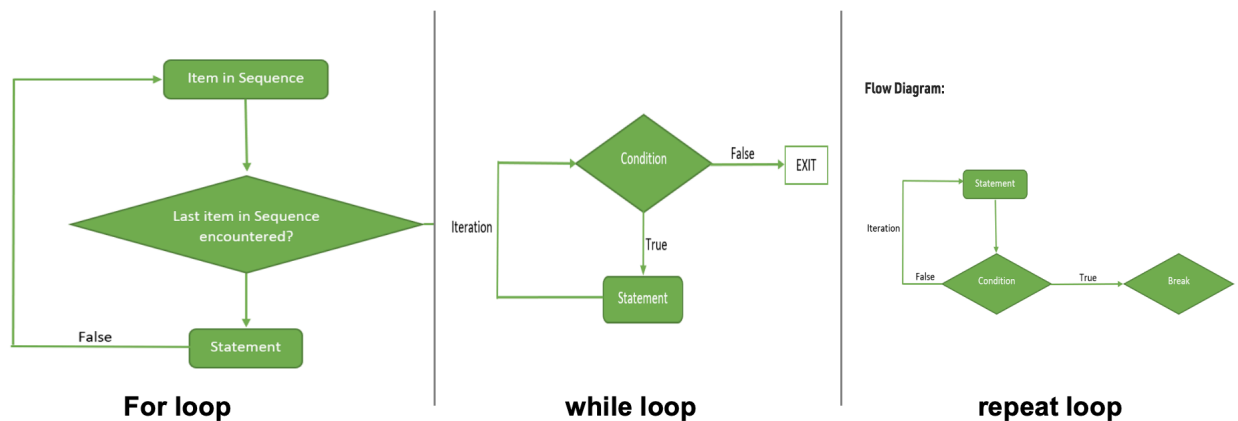 Item in Sequence
Last item in Sequence
encountered?
False
Statement
For loop
Condition
False
EXIT
Iteration
True
Statement
while loop
Flow Diagram:
Statement
Iteration
False
Condition
True
Break
repeat loop